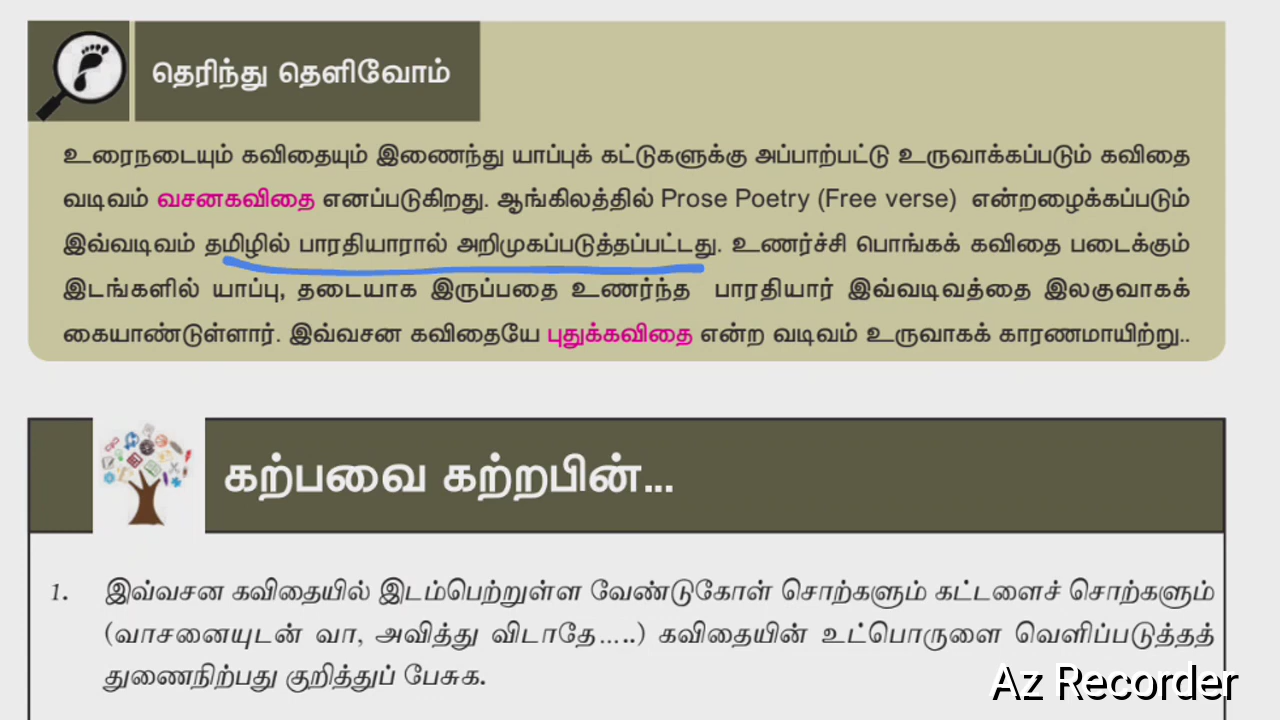 தெரிந்து தெளிவோம்
உரைநடையும் கவிதையும் இணைந்து யாப்புக் கட்டுகளுக்கு அப்பாற்பட்டு உருவாக்கப்படும் கவிதை
வடிவம் வசனகவிதை எனப்படுகிறது. ஆங்கிலத்தில் Prose Poetry (Free verse) என்றழைக்கப்படும்
இவ்வடிவம் தமிழில் பாரதியாரால் அறிமுகப்படுத்தப்பட்டது. உணர்ச்சி பொங்கக் கவிதை படைக்கும்
இடங்களில் யாப்பு, தடையாக இருப்பதை உணர்ந்த பாரதியார் இவ்வடிவத்தை இலகுவாகக்
கையாண்டுள்ளார். இவ்வசன கவிதையே புதுக்கவிதை என்ற வடிவம் உருவாகக் காரணமாயிற்று..
கற்பவை கற்றபின்...
1. இவ்வசன கவிதையில் இடம்பெற்றுள்ள வேண்டுகோள் சொற்களும் கட்டளைச் சொற்களும்
(வாசனையுடன் வா, அவித்து விடாதே.....) கவிதையின் உட்பொருளை வெளிப்படுத்தத்
துணைநிற்பது குறித்துப் பேசுக.
Az Recorder